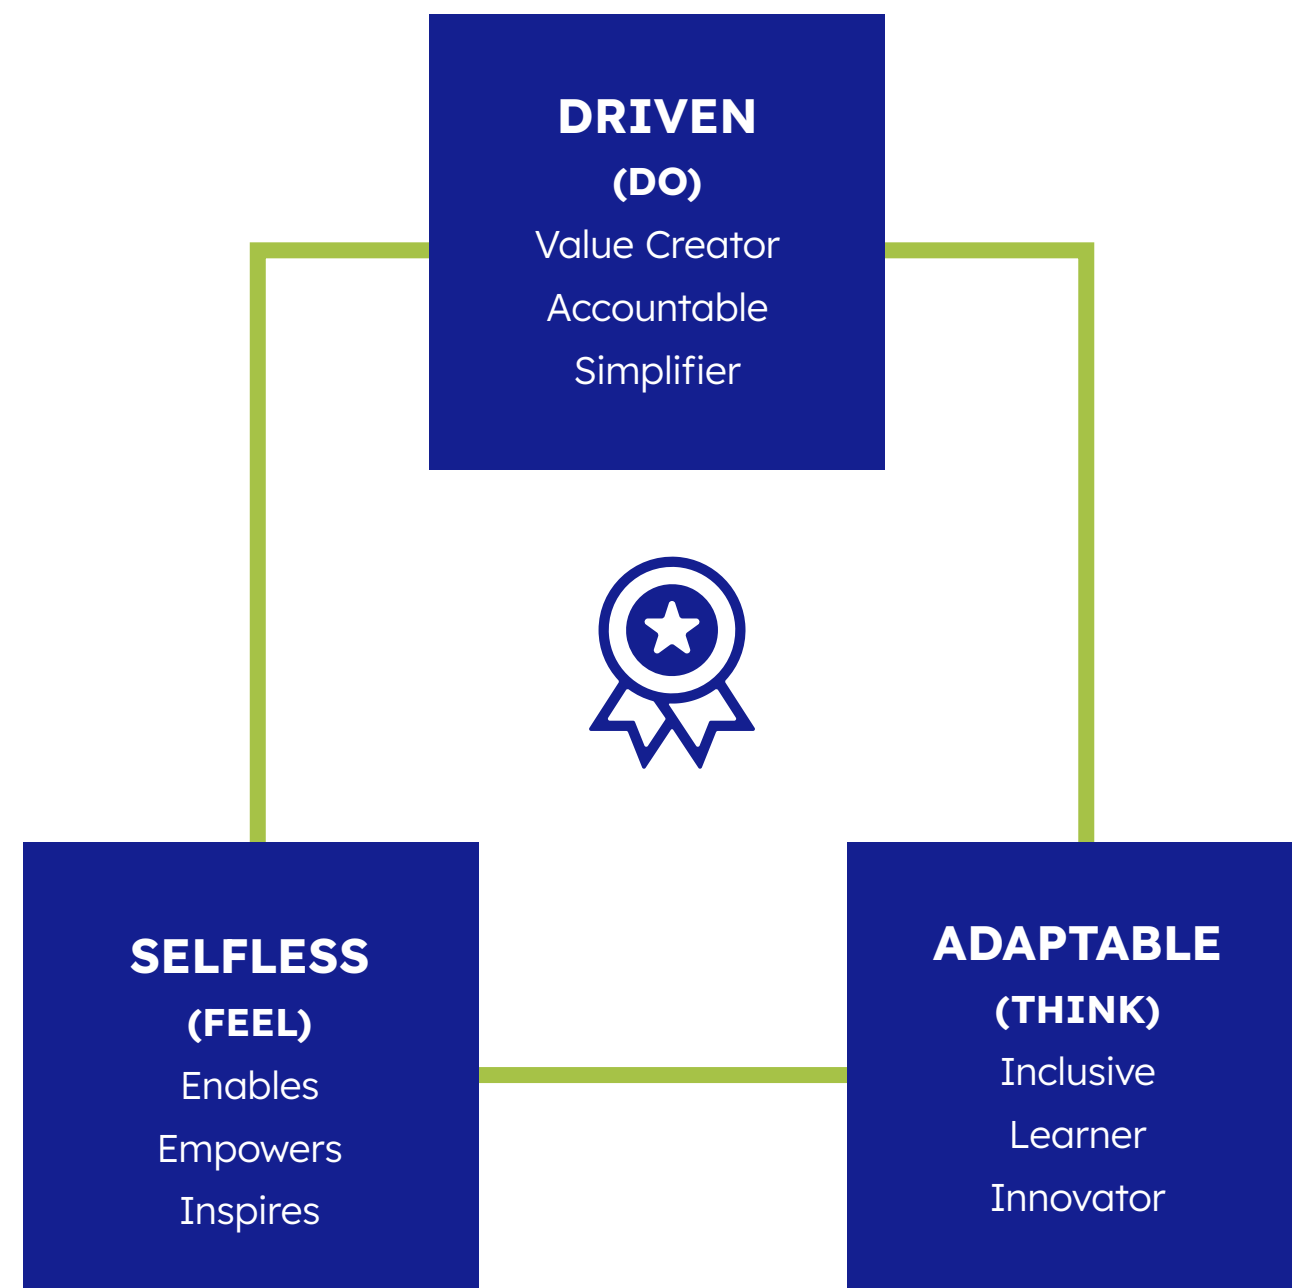 DRIVEN
(DO)
Value Creator
Accountable
Simplifier
SELFLESS
(FEEL)
Enables
Empowers
Inspires
ADAPTABLE
(THINK)
Inclusive
Learner
Innovator